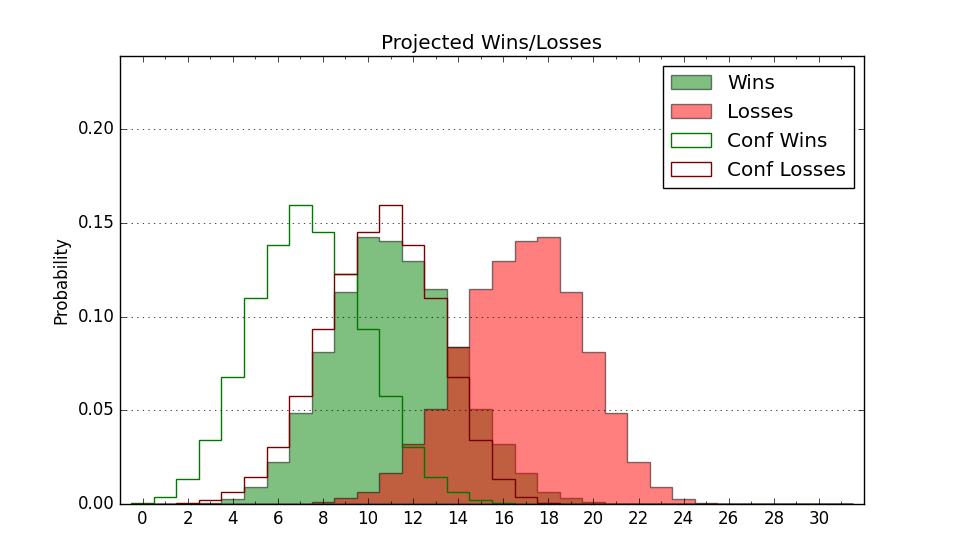 Projected Wins/Losses
Wins
Losses
Conf Wins
Conf Losses
Probability
0.20
0.15
0.10
0.05
0.00
0 2 4 6 8 10 12 14 16 18 20 22 24 26 28 30